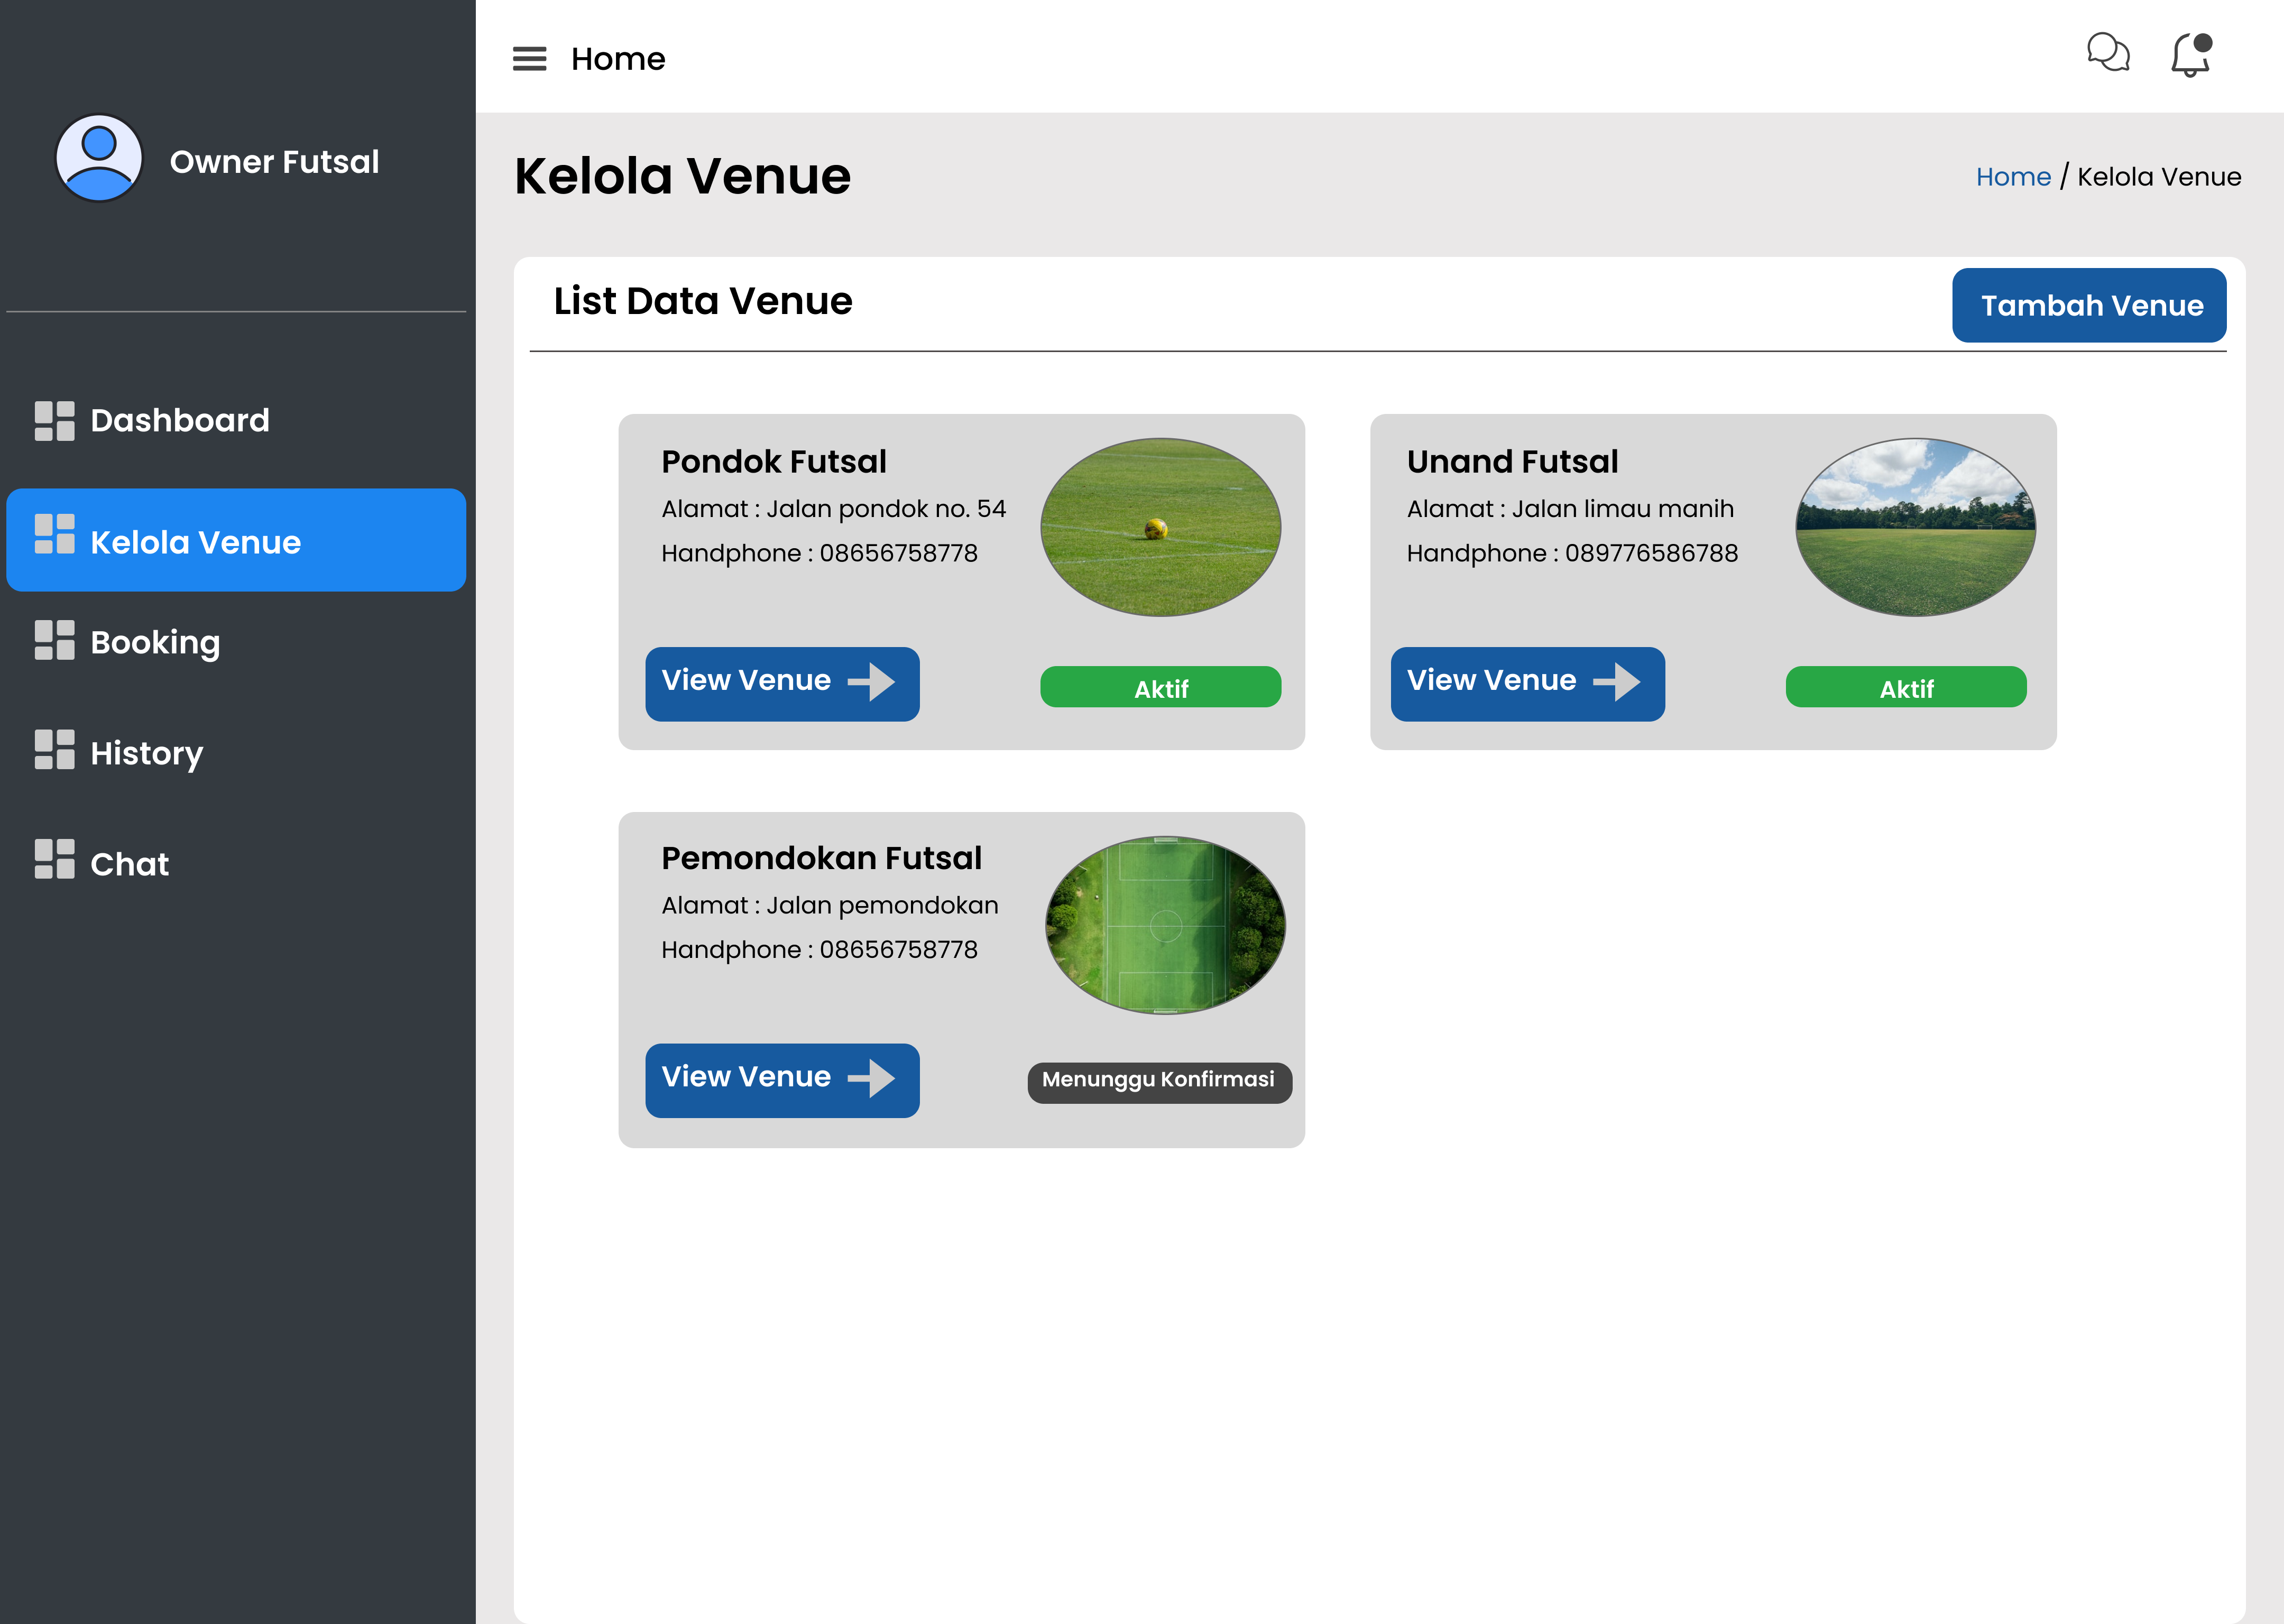 Home
Owner Futsal
Kelola Venue
Home / Kelola Venue
List Data Venue
Tambah Venue
Dashboard
Kelola Venue
Booking
History
Chat
Pondok Futsal
Alamat : Jalan pondok no. 54
Handphone : 08656758778
View Venue
Aktif
Unand Futsal
Alamat : Jalan limau manih
Handphone : 089776586788
View Venue
Aktif
Pemondokan Futsal
Alamat : Jalan pemondokan
Handphone : 08656758778
View Venue
Menunggu Konfirmasi